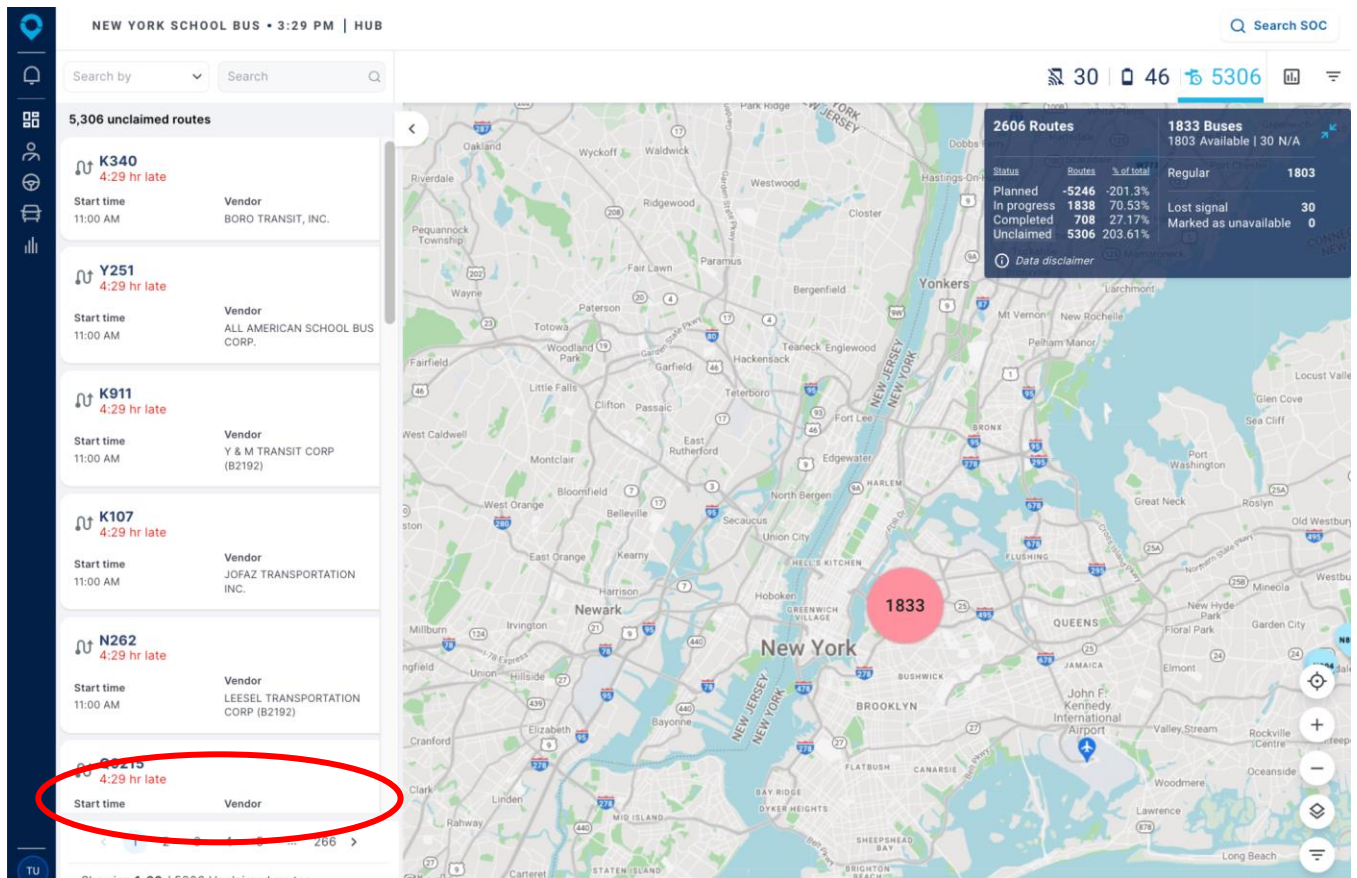 NEW YORK SCHOOL BUS • 3:29 PM | HUB
Search SOC
Search by
Search
30
46
5306
5,306 unclaimed routes
K340
4:29 hr late
Start time
Vendor
11:00 AM
BORO TRANSIT, INC.
Y251
4:29 hr late
Start time
Vendor
11:00 AM
ALL AMERICAN SCHOOL BUS
CORP.
K911
4:29 hr late
Start time
Vendor
11:00 AM
Y & M TRANSIT CORP
(B2192)
K107
4:29 hr late
Start time
Vendor
11:00 AM
JOFAZ TRANSPORTATION
INC.
N262
4:29 hr late
Start time
Vendor
11:00 AM
LEESEL TRANSPORTATION
CORP (B2192)
4:29 hr late
Start time
Vendor
266
TU
2606 Routes
Status Routes % of total
Planned -5246 -201.3%
In progress 1838 70.53%
Completed 708 27.17%
Unclaimed 5306 203.61%
Data disclaimer
1833 Buses
1803 Available | 30 N/A
Regular 1803
Lost signal 30
Marked as unavailable 0
Park Ridge
Oakland
Wyckoff
Waldwick
Riverdale
Westwood
Ridgewood
Closter
Pequannock
Township
Fair Lawn
Paramus
Wayne
Bergenfield
Yonkers
Larchmont
Paterson
Totowa
Mt Vernon
New Rochelle
Woodland
Park
Teaneck
Englewood
Pelham Manor
Fairfield
Garfield
Hackensack
NEW JERSEY
NEW YORK
Little Falls
Teterboro
Locust Valle
Clifton
Passaic
Fort Lee
Glen Cove
Sea Cliff
West Caldwell
East
Rutherford
BRONX
Montclair
Edgewater
Port
Washington
Bloomfield
North Bergen
HARLEM
West Orange
Belleville
Secaucus
Great Neck
Roslyn
Union City
Old Westbury
East Orange
Kearny
HELL'S KITCHEN
FLUSHING
Harrison
Hoboken
Mineola
Newark
GREENWICH
VILLAGE
1833
New Hyde
Park
Millburn
Irvington
QUEENS
Floral Park
Garden City
New York
JAMAICA
Elmont
Union
Hillside
BUSHWICK
John F.
Kennedy
International
Airport
BROOKLYN
Bayonne
Elizabeth
Cranford
Valley Stream
Rockville
Centre
FLATBUSH
CANARSIE
Oceanside
Clark
Linden
BAY RIDGE
Woodmere
DYKER HEIGHTS
Lawrence
Rahway
MID ISLAND
SHEEPSHEAD
BAY
Long Beach
Carteret
STATEN ISLAND
BRIGHTON
BEACH